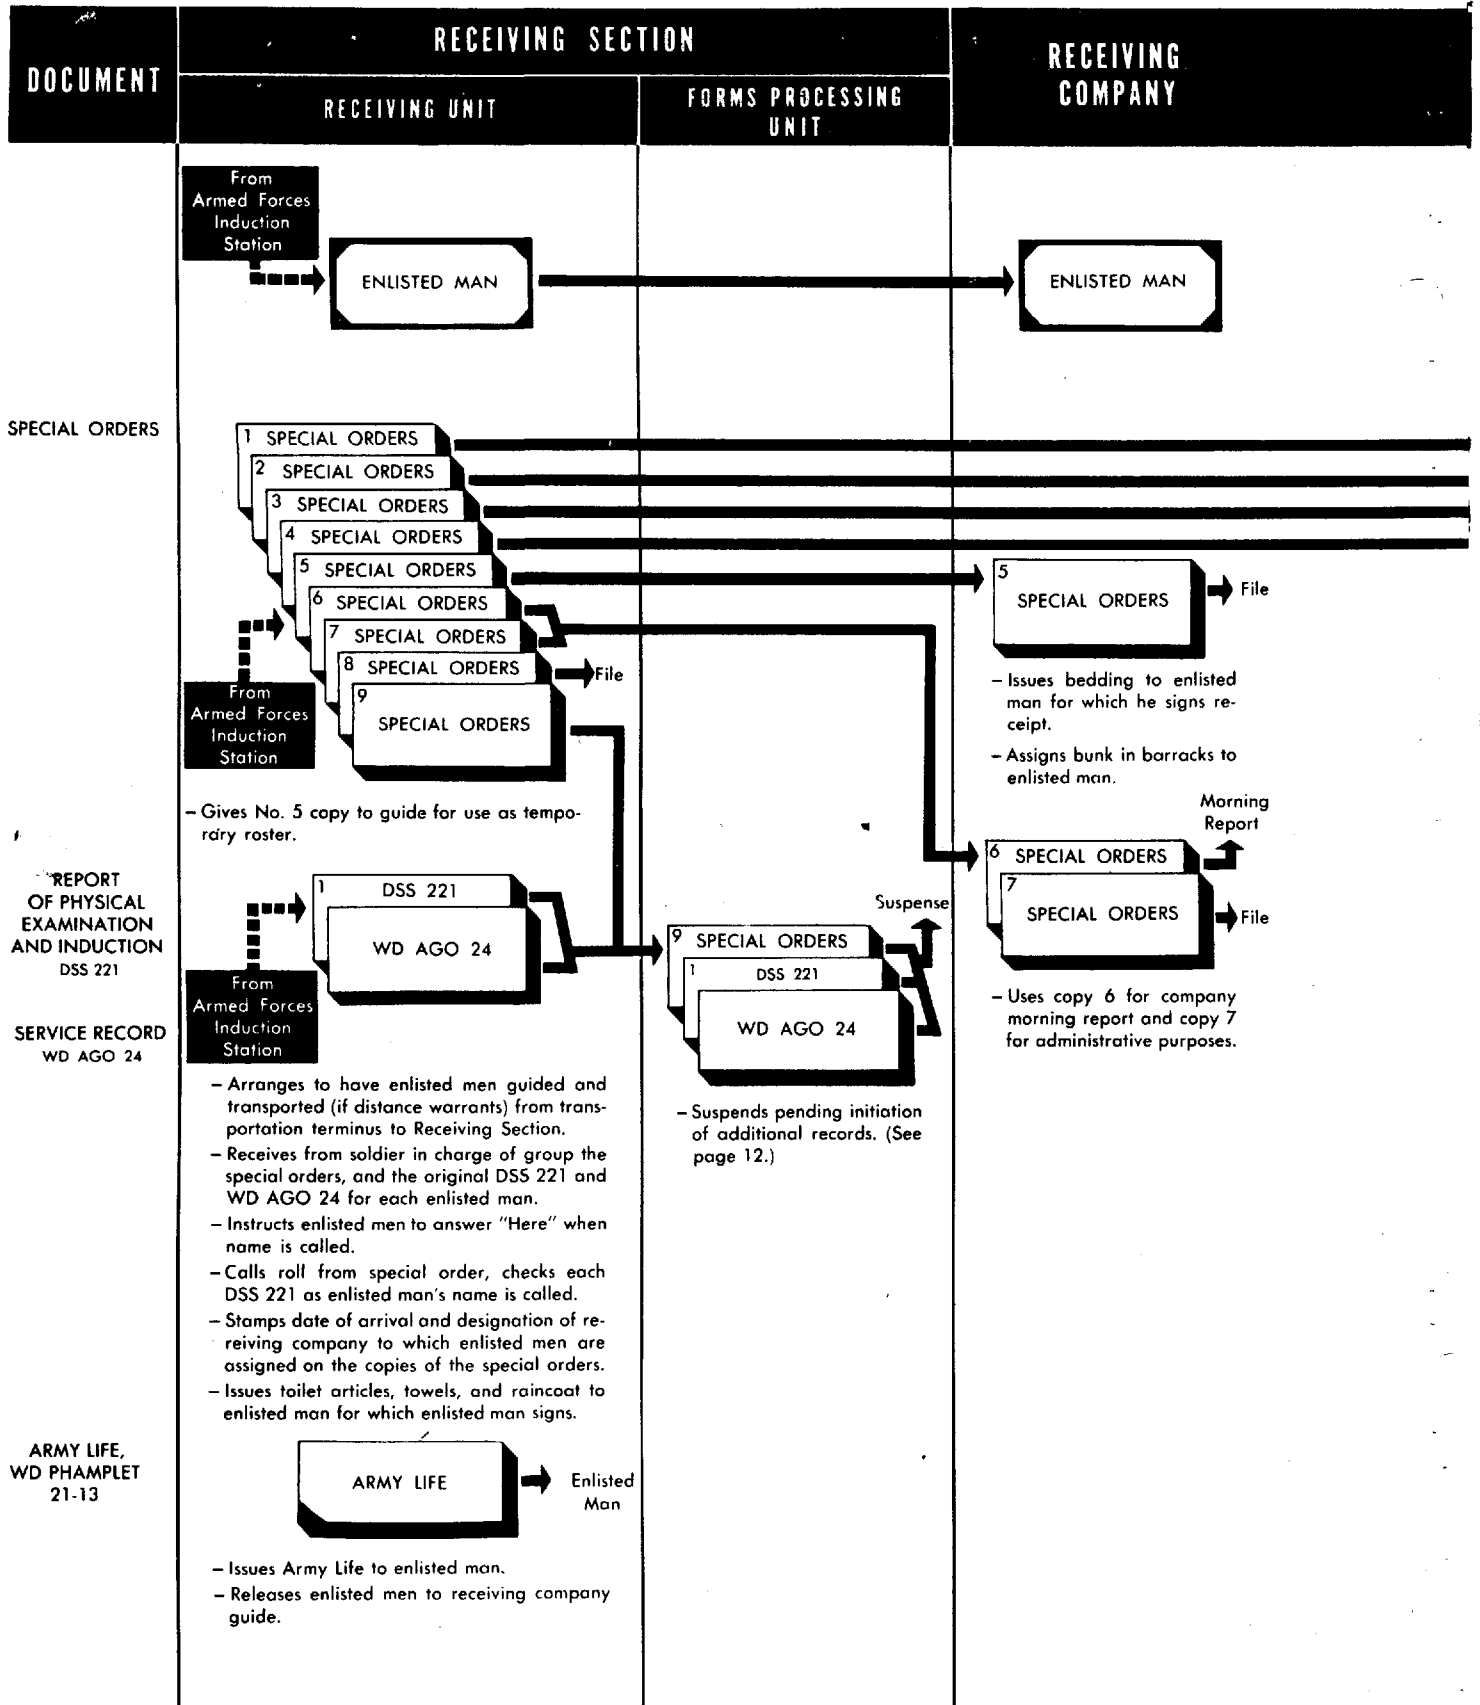 DOCUMENT
RECEIVING SECTION
RECEIVING UNIT
FORMS PROCESSING
UNIT
RECEIVING
COMPANY
From
Armed Forces
Induction
Station
ENLISTED MAN
ENLISTED MAN
SPECIAL ORDERS
1 SPECIAL ORDERS
2 SPECIAL ORDERS
3 SPECIAL ORDERS
4 SPECIAL ORDERS
5 SPECIAL ORDERS
6 SPECIAL ORDERS
7 SPECIAL ORDERS
8 SPECIAL ORDERS
File
9
SPECIAL ORDERS
From
Armed Forces
Induction
Station
– Gives No. 5 copy to guide for use as tempo-
rary roster.
5
SPECIAL ORDERS
File
– Issues bedding to enlisted
man for which he signs re-
ceipt.
– Assigns bunk in barracks to
enlisted man.
Morning
Report
6 SPECIAL ORDERS
7
SPECIAL ORDERS
File
– Uses copy 6 for company
morning report and copy 7
for administrative purposes.
REPORT
OF PHYSICAL
EXAMINATION
AND INDUCTION
DSS 221
SERVICE RECORD
WD AGO 24
1 DSS 221
WD AGO 24
From
Armed Forces
Induction
Station
Suspense
9 SPECIAL ORDERS
1 DSS 221
WD AGO 24
– Suspends pending initiation
of additional records. (See
page 12.)
– Arranges to have enlisted men guided and
transported (if distance warrants) from trans-
portation terminus to Receiving Section.
– Receives from soldier in charge of group the
special orders, and the original DSS 221 and
WD AGO 24 for each enlisted man.
– Instructs enlisted men to answer "Here" when
name is called.
– Calls roll from special order, checks each
DSS 221 as enlisted man's name is called.
– Stamps date of arrival and designation of re-
reiving company to which enlisted men are
assigned on the copies of the special orders.
– Issues toilet articles, towels, and raincoat to
enlisted man for which enlisted man signs.
ARMY LIFE,
WD PHAMPLET
21-13
ARMY LIFE
Enlisted
Man
– Issues Army Life to enlisted man.
– Releases enlisted men to receiving company
guide.